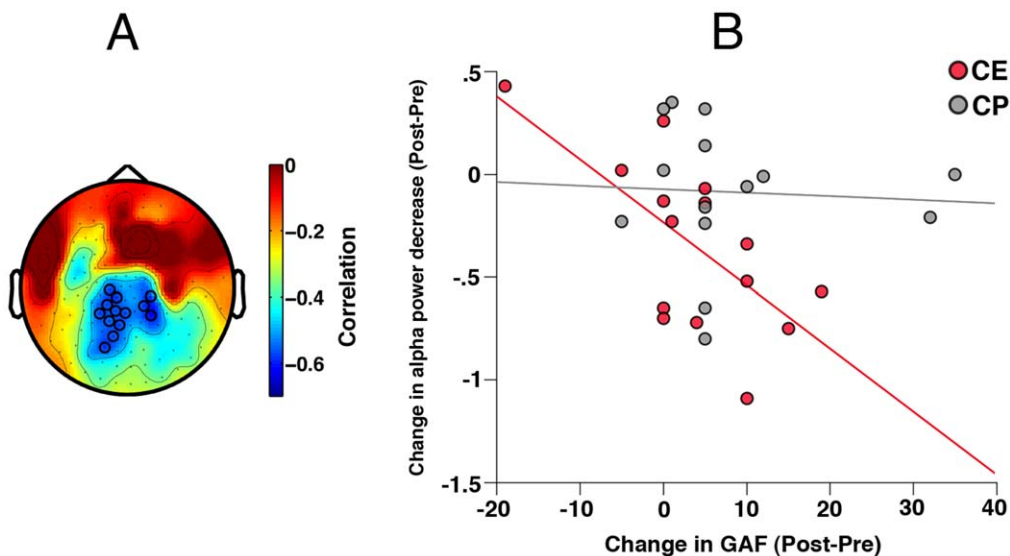 A
0
−0.2
−0.4
−0.6
Correlation
B
CE
CP
.5
0
-.5
-1
-1.5
Change in alpha power decrease (Post-Pre)
-20 -10 0 10 20 30 40
Change in GAF (Post-Pre)